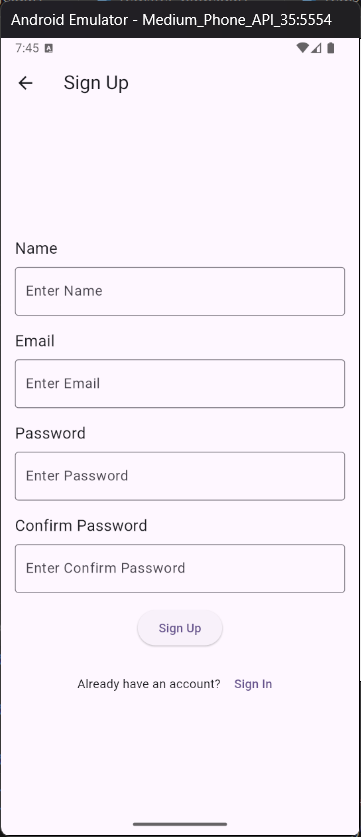 Android Emulator - Medium_Phone_API_35:5554
7:45
Sign Up
Name
Enter Name
Email
Enter Email
Password
Enter Password
Confirm Password
Enter Confirm Password
Sign Up
Already have an account? Sign In